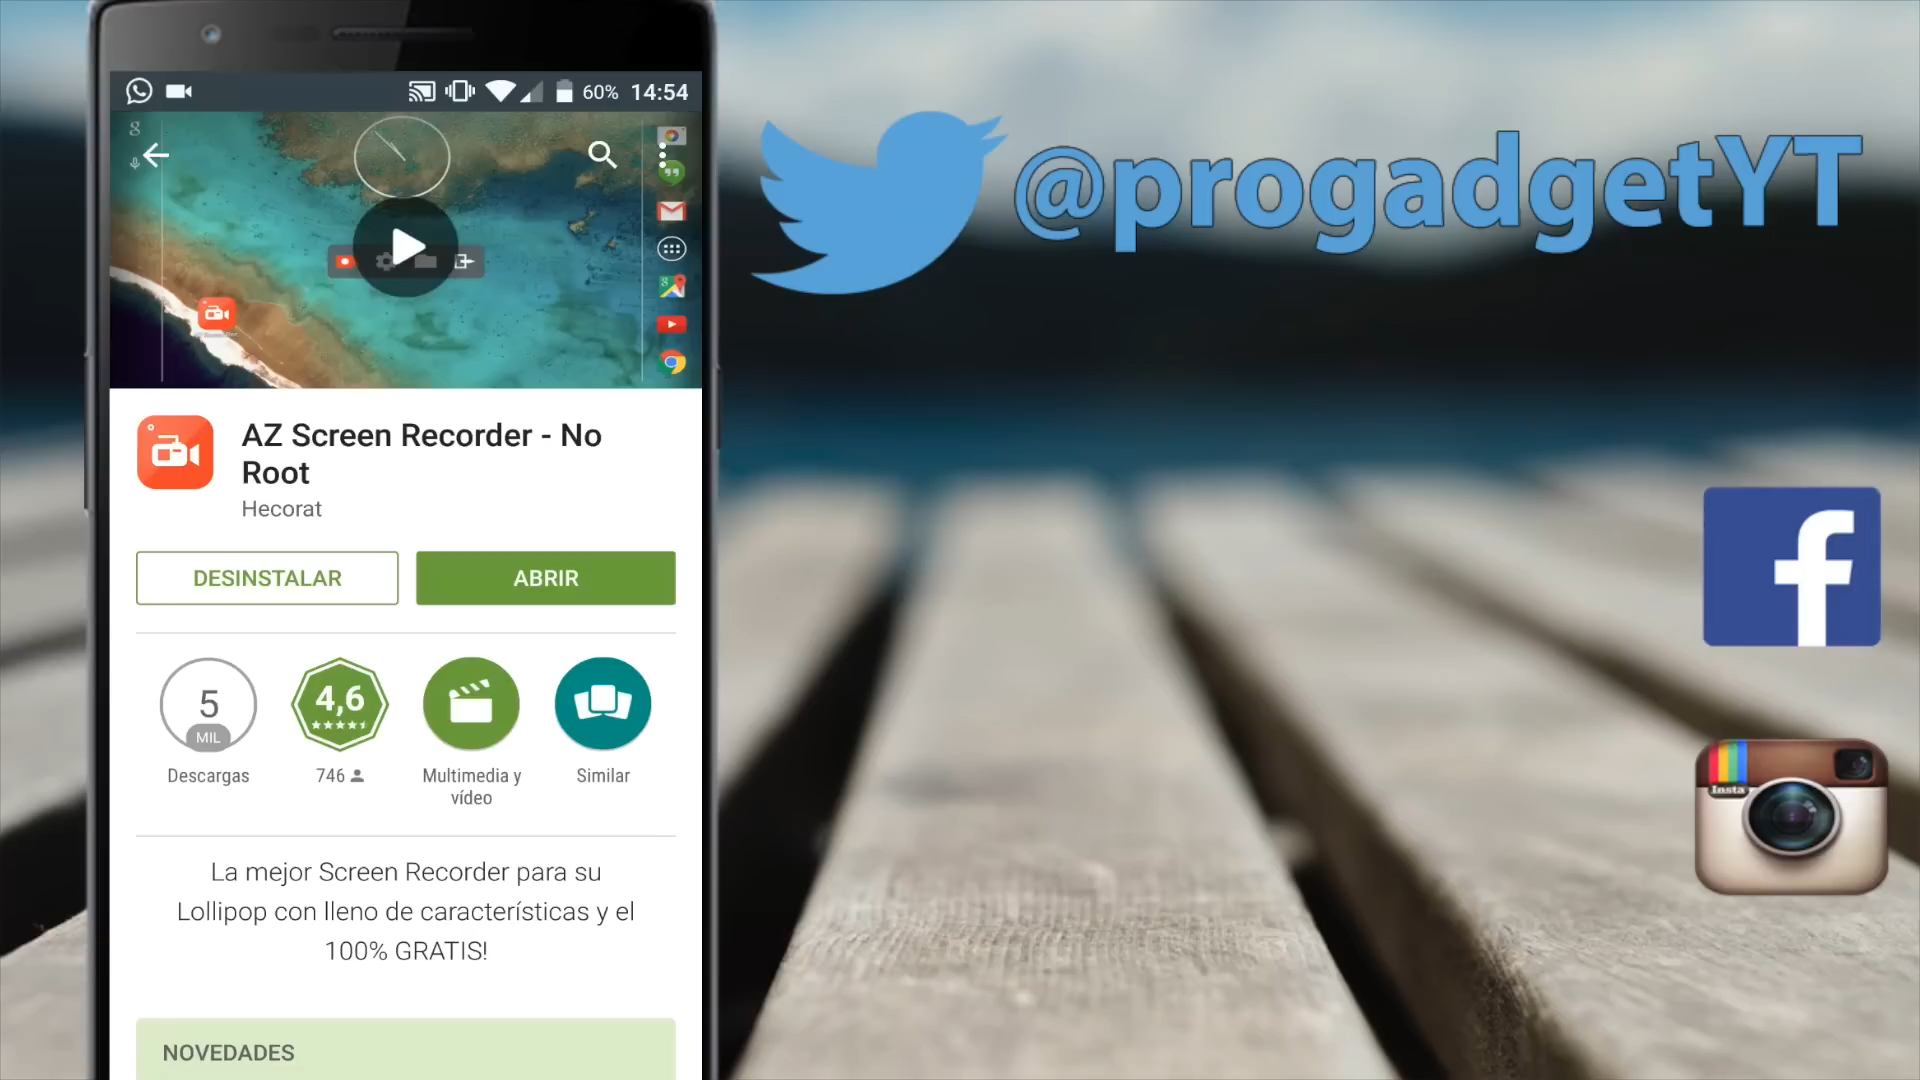 60% 14:54
@progadgetYT
AZ Screen Recorder - No
Root
Hecorat
DESINSTALAR ABRIR
5
MIL
4,6
Descargas 746 Multimedia y
vídeo Similar
La mejor Screen Recorder para su
Lollipop con lleno de características y el
100% GRATIS!
NOVEDADES
f
Insta